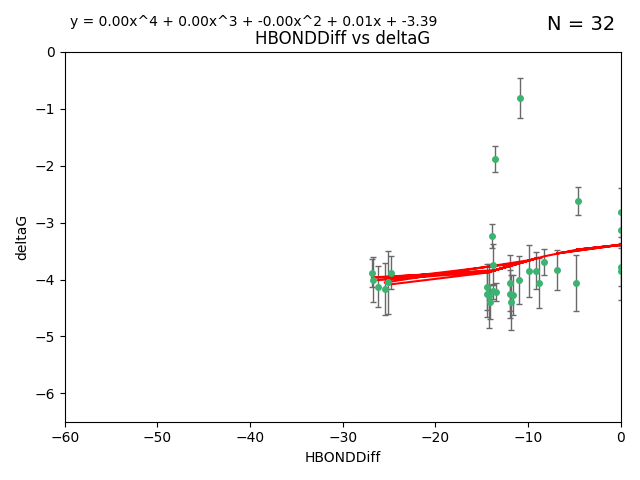 y = 0.00x^4 + 0.00x^3 + -0.00x^2 + 0.01x + -3.39
N = 32
HBONDDiff vs deltaG
0
−1
−2
−3
−4
−5
−6
deltaG
−60 −50 −40 −30 −20 −10 0
HBONDDiff